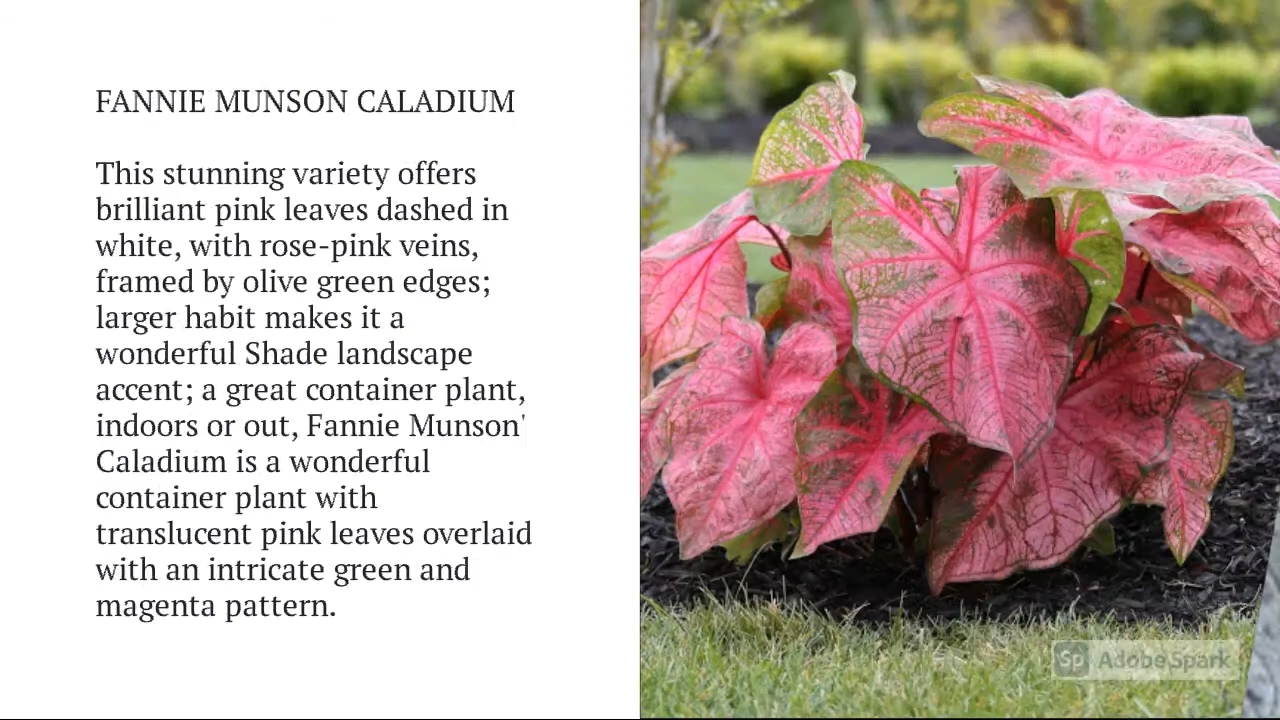 FANNIE MUNSON CALADIUM
This stunning variety offers
brilliant pink leaves dashed in
white, with rose-pink veins,
framed by olive green edges;
larger habit makes it a
wonderful Shade landscape
accent; a great container plant,
indoors or out, Fannie Munson'
Caladium is a wonderful
container plant with
translucent pink leaves overlaid
with an intricate green and
magenta pattern.
Sp Adobe Spark